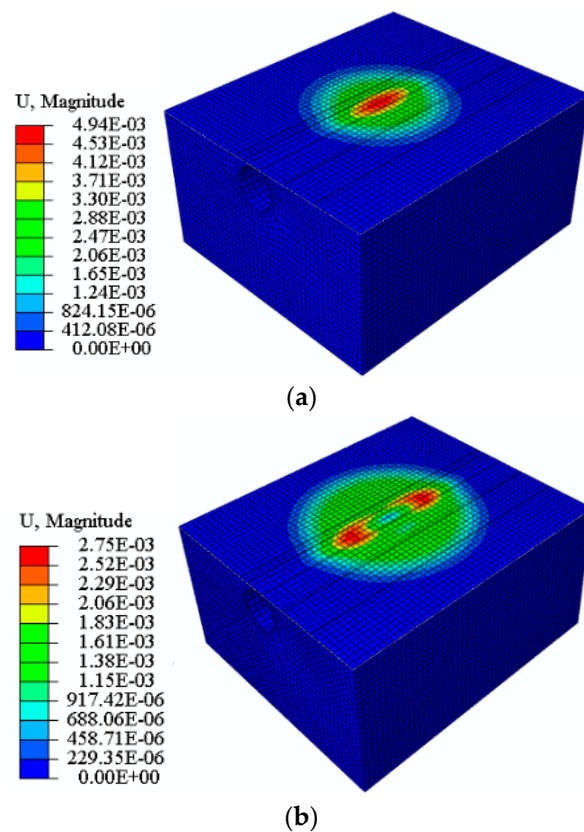 U, Magnitude
4.94E-03
4.53E-03
4.12E-03
3.71E-03
3.30E-03
2.88E-03
2.47E-03
2.06E-03
1.65E-03
1.24E-03
824.15E-06
412.08E-06
0.00E+00
(a)
U, Magnitude
2.75E-03
2.52E-03
2.29E-03
2.06E-03
1.83E-03
1.61E-03
1.38E-03
1.15E-03
917.42E-06
688.06E-06
458.71E-06
229.35E-06
0.00E+00
(b)